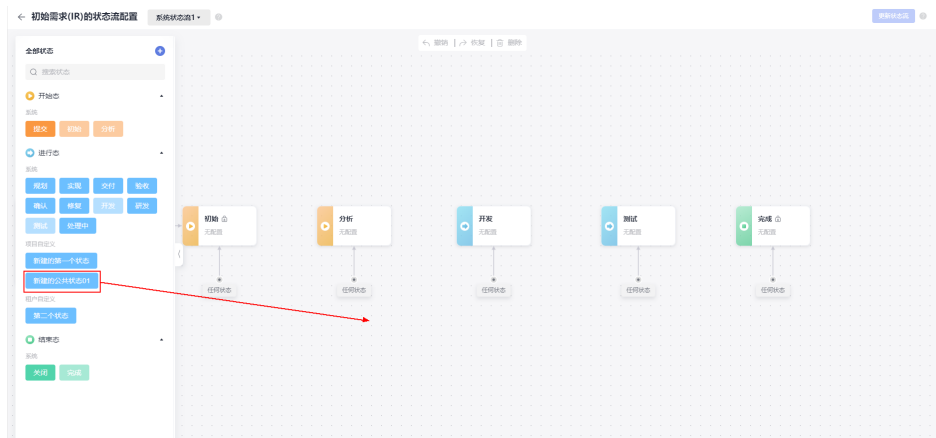 初始需求(IR)的状态流配置 系统状态流1
更新状态流
撤销 恢复 删除
全部状态
搜索状态
开始态
系统
提交 初始 分析
进行态
系统
规划 实现 交付 验收
确认 修复 开发 研发
测试 处理中
项目自定义
新建的第一个状态
新建的公共状态01
租户自定义
第二个状态
结束态
系统
关闭 完成
初始
无配置
任何状态
分析
无配置
任何状态
开发
无配置
任何状态
测试
无配置
任何状态
完成
无配置
任何状态